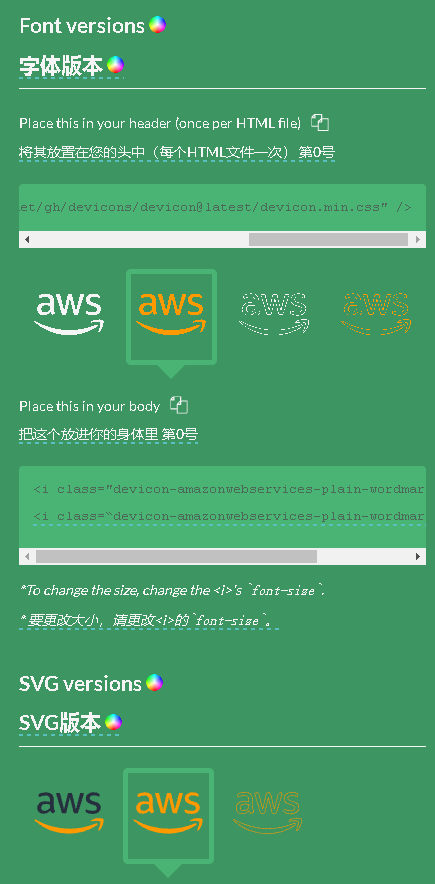 Font versions
字体版本
Place this in your header (once per HTML file)
将其放置在您的头中（每个HTML文件一次） 第0号
et/gh/devicons/devicon@latest/devicon.min.css" />
aws aws aws aws
Place this in your body
把这个放进你的身体里 第0号
<i class="devicon-amazonwebservices-plain-wordmar
<i class="devicon-amazonwebservices-plain-wordmar
*To change the size, change the <i>'s `font-size`.
* 要更改大小，请更改<i>的`font-size`。
SVG versions
SVG版本
aws aws aws